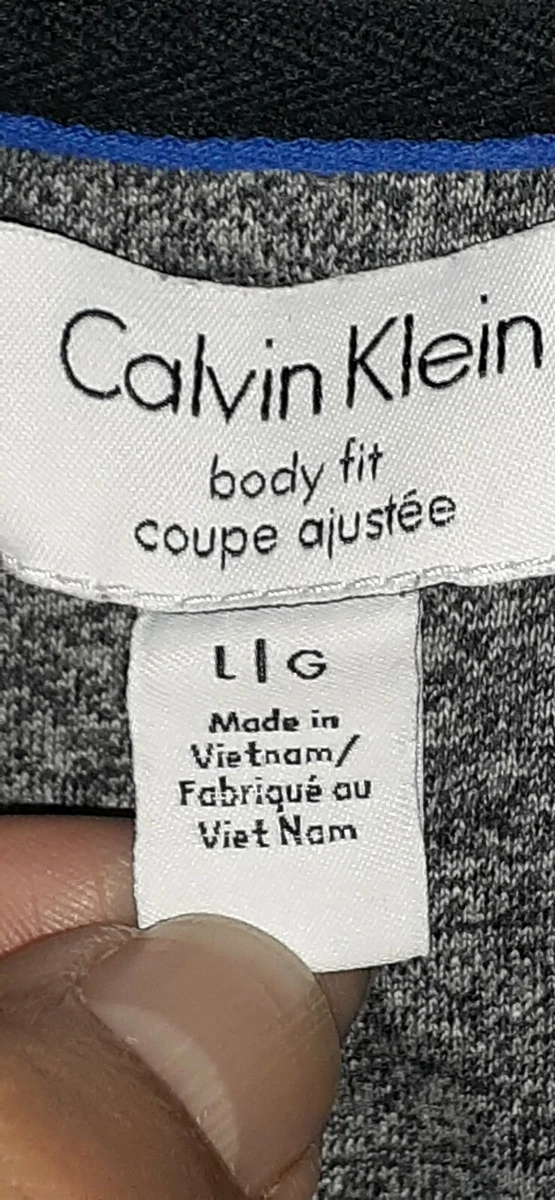 Calvin Klein
body fit
coupe ajustée
L | G
Made in
Vietnam/
Fabriqué au
Viet Nam